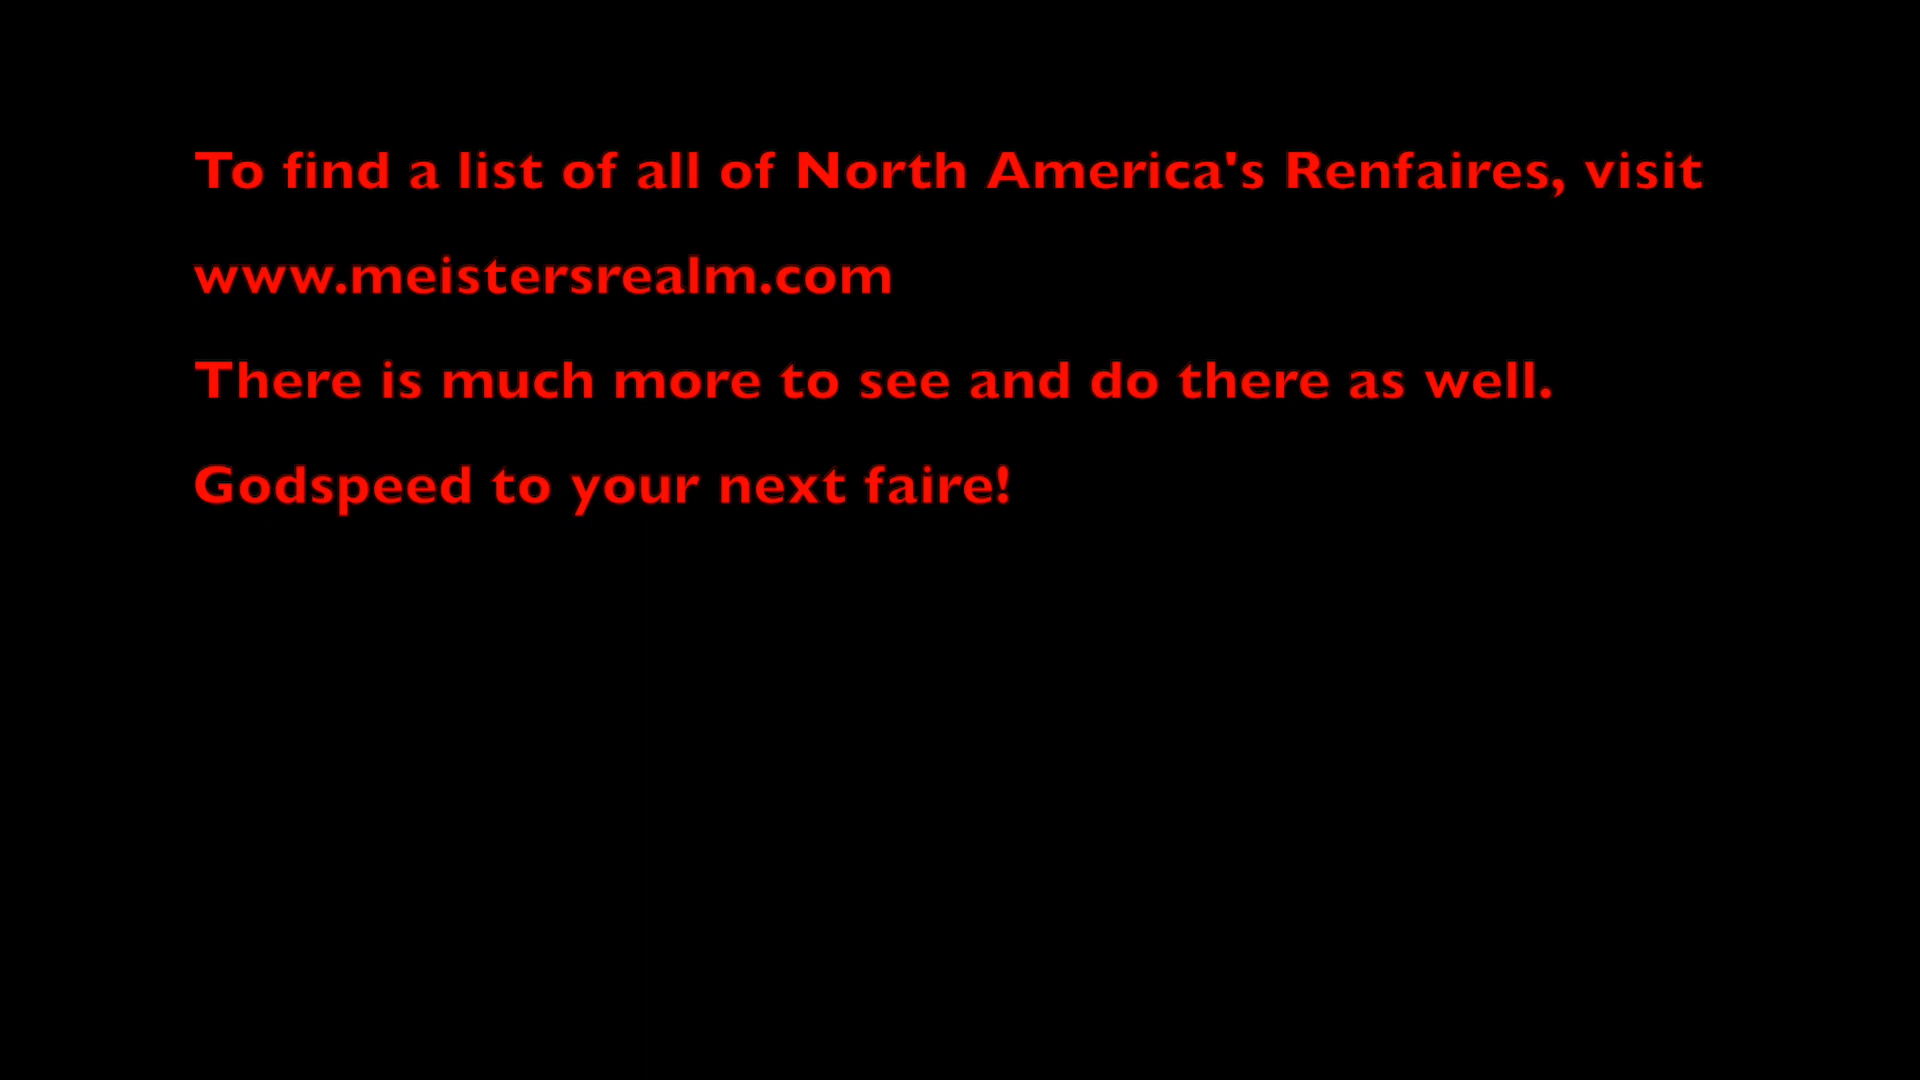 To find a list of all of North America's Renfaires, visit
www.meistersrealm.com
There is much more to see and do there as well.
Godspeed to your next faire!